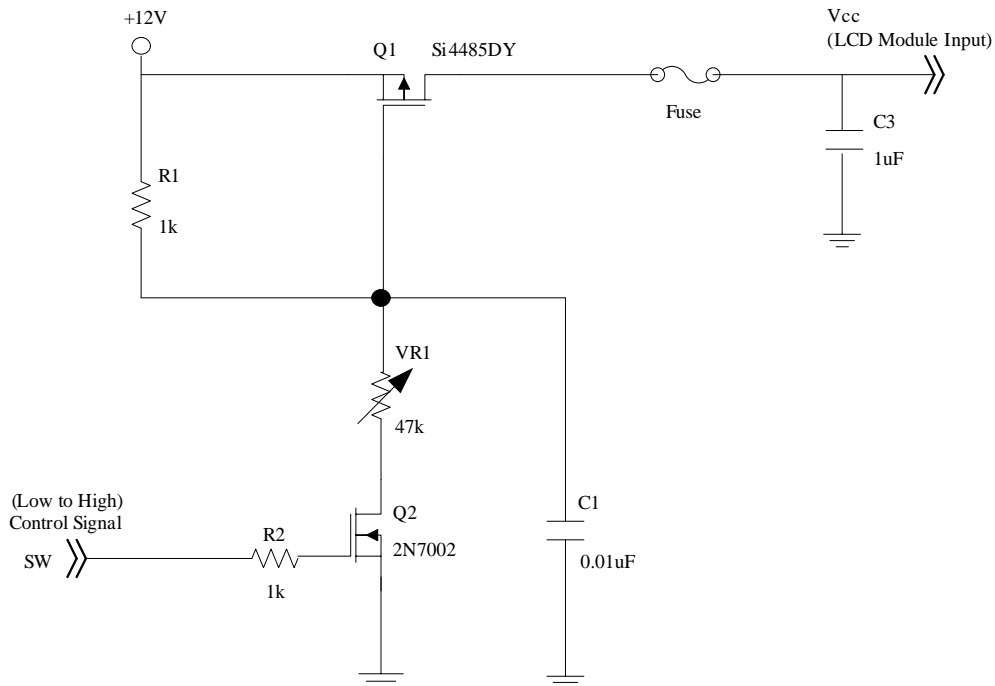 +12V
Vcc
(LCD Module Input)
Q1
Si4485DY
Fuse
C3
1uF
R1
1k
VR1
47k
(Low to High)
Control Signal
SW
R2
1k
Q2
2N7002
C1
0.01uF